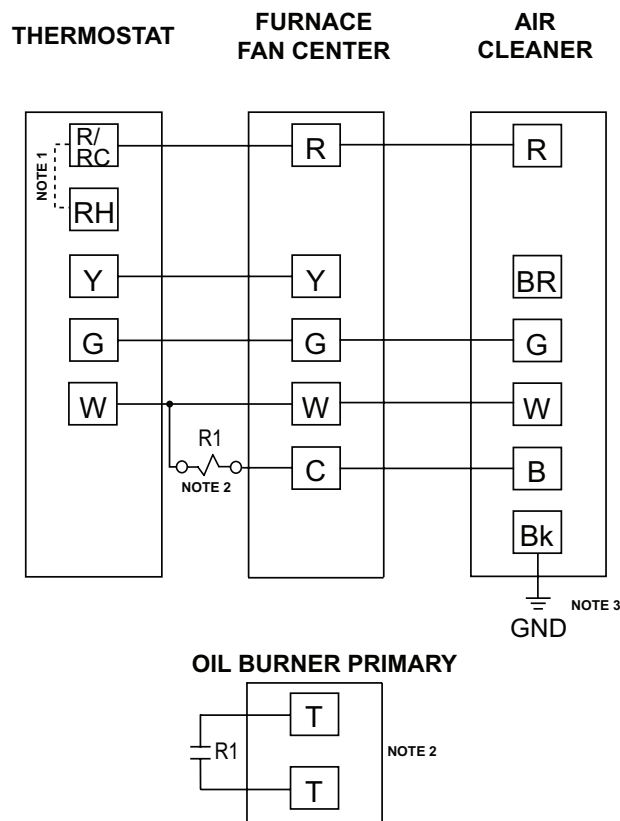 THERMOSTAT
FURNACE
FAN CENTER
AIR
CLEANER
NOTE 1
R/
RC
R
R
RH
Y
Y
BR
G
G
G
W
W
W
R1
NOTE 2
C
B
Bk
NOTE 3
GND
OIL BURNER PRIMARY
T
R1
NOTE 2
T